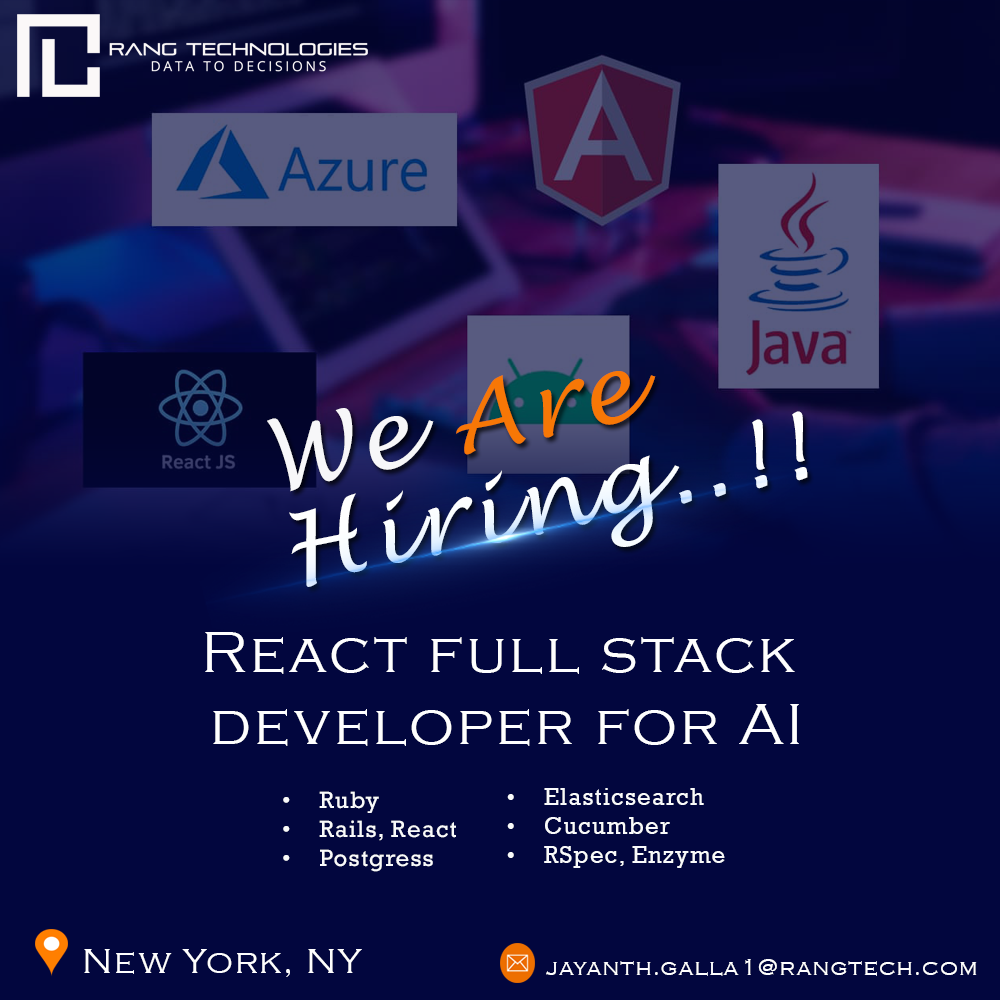 RANG TECHNOLOGIES
DATA TO DECISIONS
Azure
A
Java™
React JS
We Are
Hiring..!!
React full stack
developer for AI
• Ruby
• Rails, React
• Postgress
• Elasticsearch
• Cucumber
• RSpec, Enzyme
New York, NY
jayanth.galla1@rangtech.com